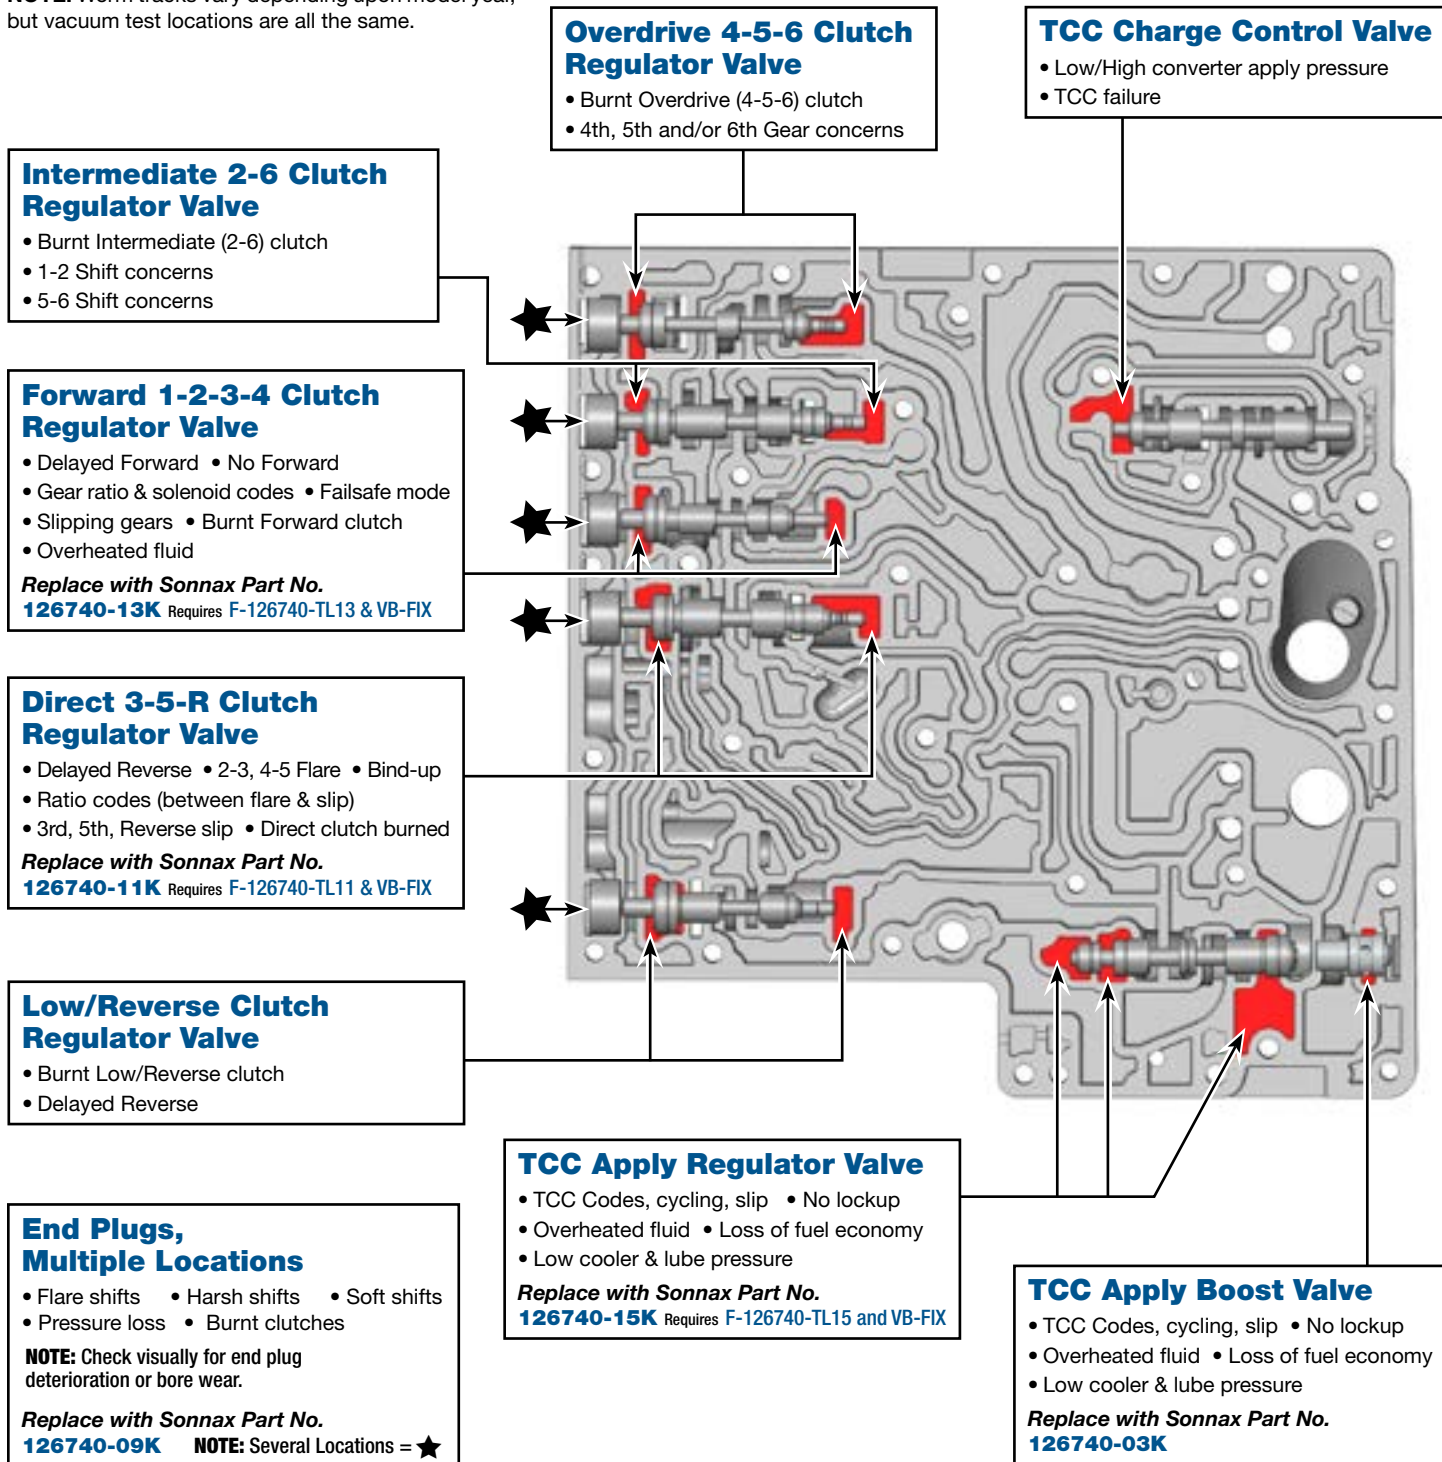 NOTE: Worm tracks vary depending upon model year,
but vacuum test locations are all the same.
Overdrive 4-5-6 Clutch
Regulator Valve
• Burnt Overdrive (4-5-6) clutch
• 4th, 5th and/or 6th Gear concerns
TCC Charge Control Valve
• Low/High converter apply pressure
• TCC failure
Intermediate 2-6 Clutch
Regulator Valve
• Burnt Intermediate (2-6) clutch
• 1-2 Shift concerns
• 5-6 Shift concerns
Forward 1-2-3-4 Clutch
Regulator Valve
• Delayed Forward • No Forward
• Gear ratio & solenoid codes • Failsafe mode
• Slipping gears • Burnt Forward clutch
• Overheated fluid
Replace with Sonnax Part No.
126740-13K Requires F-126740-TL13 & VB-FIX
Direct 3-5-R Clutch
Regulator Valve
• Delayed Reverse • 2-3, 4-5 Flare • Bind-up
• Ratio codes (between flare & slip)
• 3rd, 5th, Reverse slip • Direct clutch burned
Replace with Sonnax Part No.
126740-11K Requires F-126740-TL11 & VB-FIX
Low/Reverse Clutch
Regulator Valve
• Burnt Low/Reverse clutch
• Delayed Reverse
TCC Apply Regulator Valve
• TCC Codes, cycling, slip • No lockup
• Overheated fluid • Loss of fuel economy
• Low cooler & lube pressure
Replace with Sonnax Part No.
126740-15K Requires F-126740-TL15 and VB-FIX
End Plugs,
Multiple Locations
• Flare shifts • Harsh shifts • Soft shifts
• Pressure loss • Burnt clutches
NOTE: Check visually for end plug
deterioration or bore wear.
Replace with Sonnax Part No.
126740-09K NOTE: Several Locations = ★
TCC Apply Boost Valve
• TCC Codes, cycling, slip • No lockup
• Overheated fluid • Loss of fuel economy
• Low cooler & lube pressure
Replace with Sonnax Part No.
126740-03K